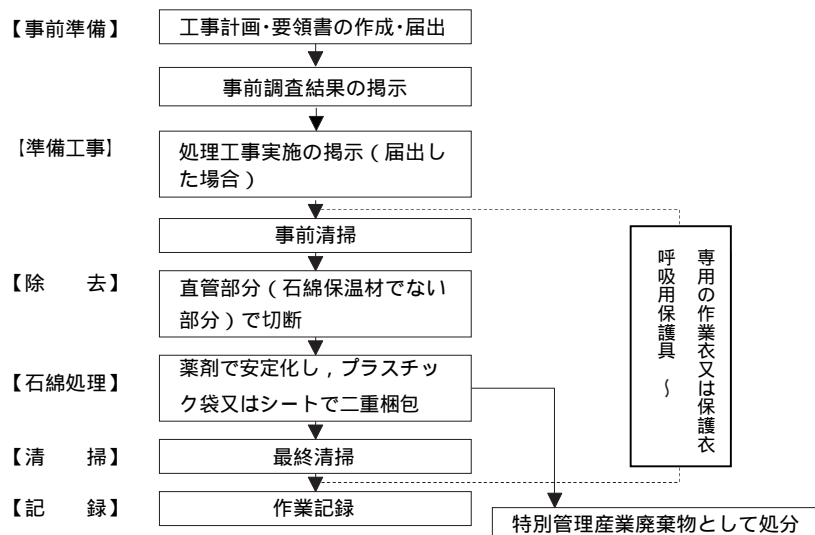 【事前準備】
工事計画・要領書の作成・届出
事前調査結果の掲示
【準備工事】
処理工事実施の掲示（届出し
た場合）
事前清掃
【除　　去】
直管部分（石綿保温材でない
部分）で切断
【石綿処理】
薬剤で安定化し，プラスチッ
ク袋又はシートで二重梱包
【清　　掃】
最終清掃
【記　　録】
作業記録
専用の作業衣又は保護衣
呼吸用保護具　～
特別管理産業廃棄物として処分